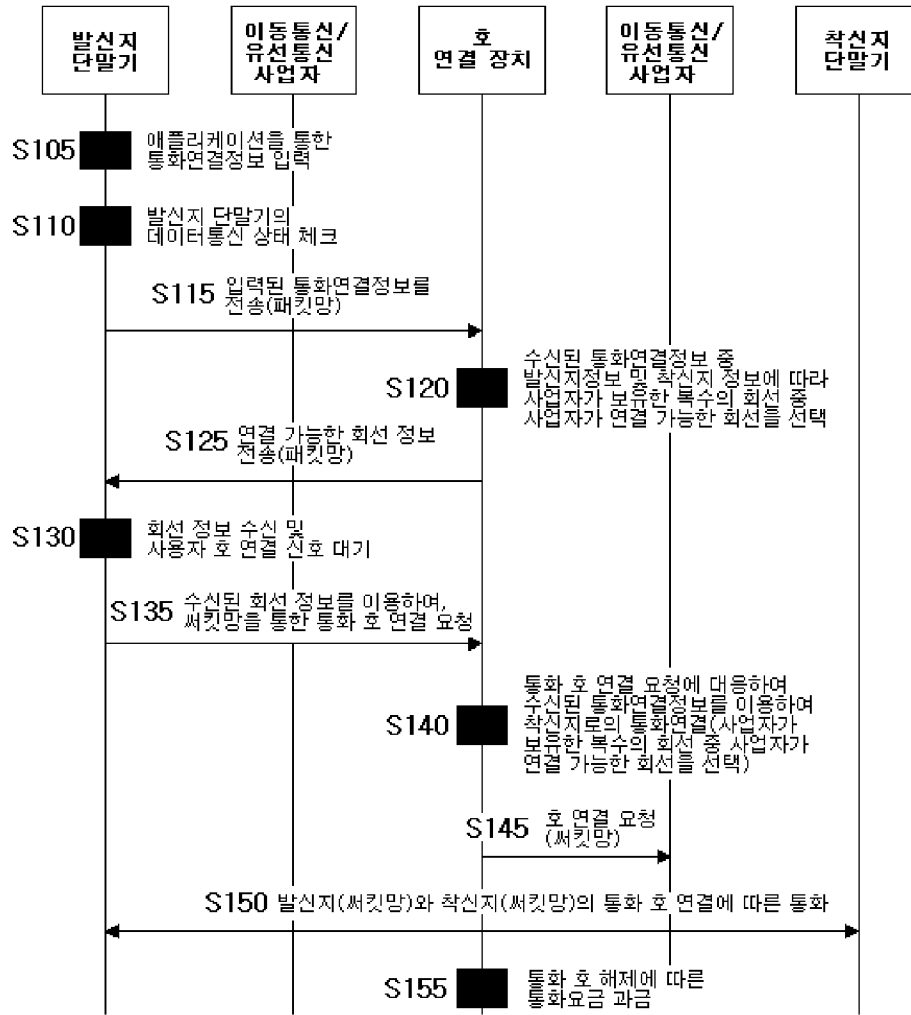 발신지
단말기
이동통신/
유선통신
사업자
호
연결 장치
이동통신/
유선통신
사업자
착신지
단말기
S105 애플리케이션을 통한
통화연결정보 입력
S110 발신지 단말기의
데이터통신 상태 체크
S115 입력된 통화연결정보를
전송(패킷망)
S120 수신된 통화연결정보 중
발신지정보 및 착신지 정보에 따라
사업자가 보유한 복수의 회선 중
사업자가 연결 가능한 회선를 선택
S125 연결 가능한 회선 정보
전송(패킷망)
S130 회선 정보 수신 및
사용자 호 연결 신호 대기
S135 수신된 회선 정보를 이용하여,
써킷망을 통한 통화 호 연결 요청
S140 통화 호 연결 요청에 대응하여
수신된 통화연결정보를 이용하여
착신지로의 통화연결(사업자가
보유한 복수의 회선 중 사업자가
연결 가능한 회선를 선택)
S145 호 연결 요청
(써킷망)
S150 발신지(써킷망)와 착신지(써킷망)의 통화 호 연결에 따른 통화
S155 통화 호 해제에 따른
통화요금 과금